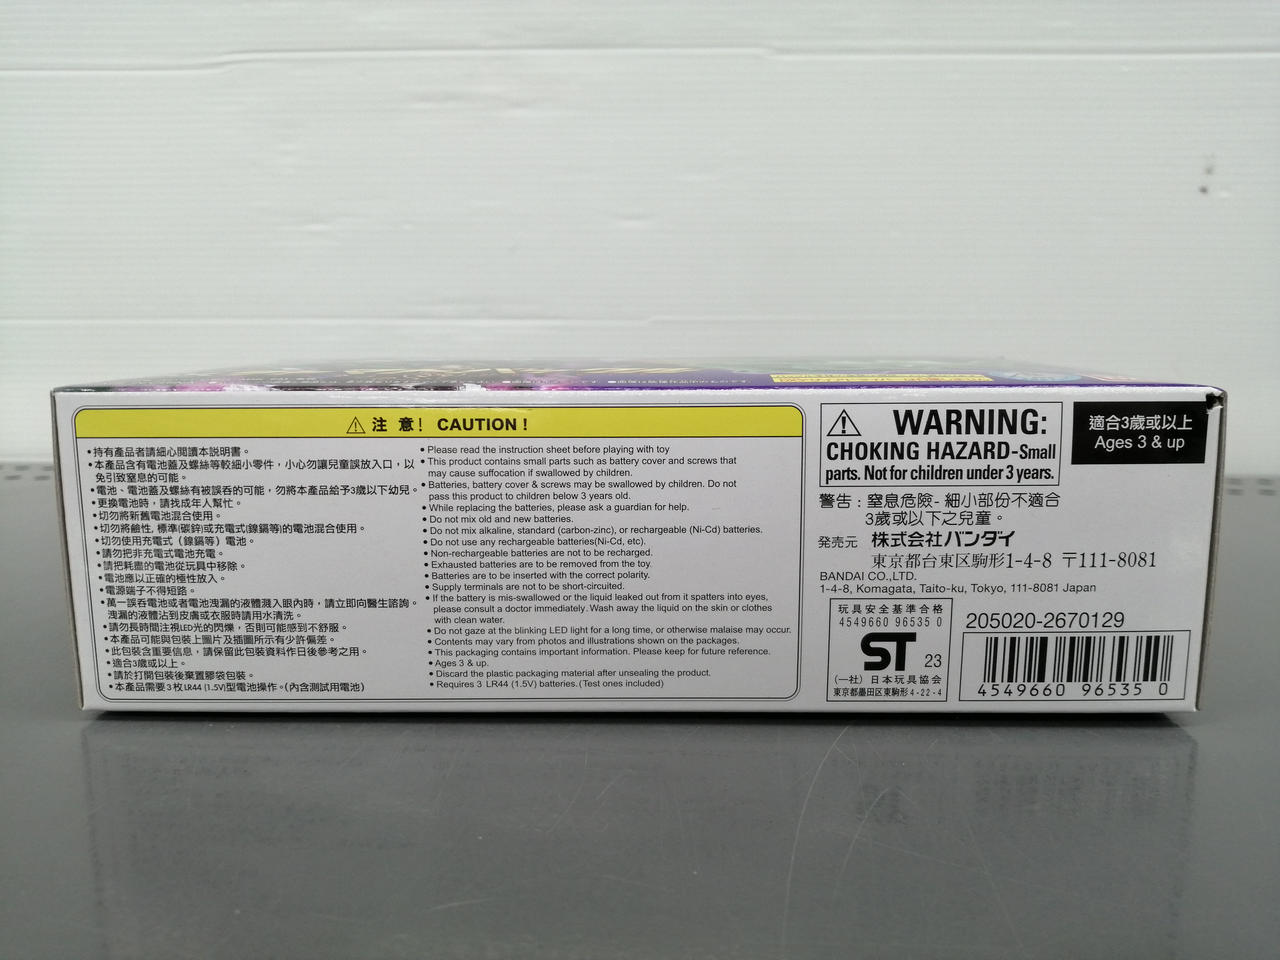 ⚠ 注 意! CAUTION !
•持有產品者請細心閱讀本說明書。
•本產品含有電池蓋及螺絲等較細小零件，小心勿讓兒童誤放入口，以
免引致窒息的可能。
•電池、電池蓋及螺絲有被誤吞的可能，勿將本產品給予3歲以下幼兒。
•更換電池時，請找成年人幫忙。
•切勿將新舊電池混合使用。
•切勿將鹼性, 標準(碳鋅)或充電式(鎳鎘)等的電池混合使用。
•切勿使用充電式（鎳鎘等）電池。
•請勿把非充電式電池充電。
•請把耗盡的電池從玩具中移除。
•電池應以正確的極性放入。
•電源端子不得短路。
•萬一誤吞電池或者電池洩漏的液體濺入眼內時，請立即向醫生諮詢。
洩漏的液體沾到皮膚或衣服時請用水清洗。
•請勿長時間注視LED光的閃爍，否則可能感到不舒服。
•本產品可能與包裝上圖片及插圖所示有少許偏差。
•此包裝含重要信息，請保留此包裝資料作日後參考之用。
•適合3歲或以上。
•請於打開包裝後棄置膠袋包裝。
•本產品需要3枚LR44 (1.5V)型電池操作。(內含測試用電池)
• Please read the instruction sheet before playing with toy
• This product contains small parts such as battery cover and screws that
may cause suffocation if swallowed by children.
• Batteries, battery cover & screws may be swallowed by children. Do not
pass this product to children below 3 years old.
• While replacing the batteries, please ask a guardian for help.
• Do not mix old and new batteries.
• Do not mix alkaline, standard (carbon-zinc), or rechargeable (Ni-Cd) batteries.
• Do not use any rechargeable batteries(Ni-Cd, etc).
• Non-rechargeable batteries are not to be recharged.
• Exhausted batteries are to be removed from the toy.
• Batteries are to be inserted with the correct polarity.
• Supply terminals are not to be short-circuited.
• If the battery is mis-swallowed or the liquid leaked out from it spatters into eyes,
please consult a doctor immediately. Wash away the liquid on the skin or clothes
with clean water.
• Do not gaze at the blinking LED light for a long time, or otherwise malaise may occur.
• Contents may vary from photos and illustrations shown on the packages.
• This packaging contains important information. Please keep for future reference.
• Ages 3 & up.
• Discard the plastic packaging material after unsealing the product.
• Requires 3 LR44 (1.5V) batteries. (Test ones included)
⚠ WARNING:
CHOKING HAZARD-Small
parts. Not for children under 3 years.
適合3歲或以上
Ages 3 & up
警告 : 窒息危險- 細小部份不適合
3歲或以下之兒童。
発売元 株式会社バンダイ
東京都台東区駒形1-4-8 〒111-8081
BANDAI CO.,LTD.
1-4-8, Komagata, Taito-ku, Tokyo, 111-8081 Japan
玩具安全基準合格
4549660 96535 0
ST 23
(一社) 日本玩具協会
東京都墨田区東駒形4-22-4
205020-2670129
4549660 96535 0